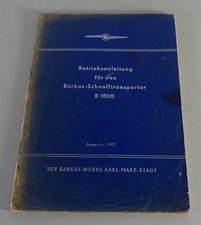 Betriebsanleitung
für den
Barkas-Schnelltransporter
B 1000
VEB BARKAS-WERKE KARL-MARX-STADT